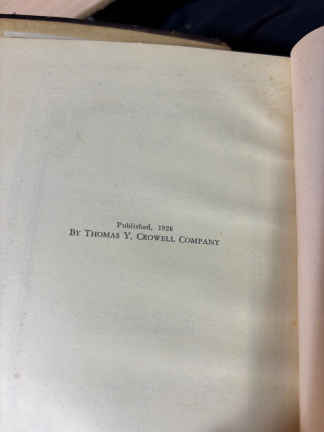 Published, 1926
By Thomas Y. Crowell Company